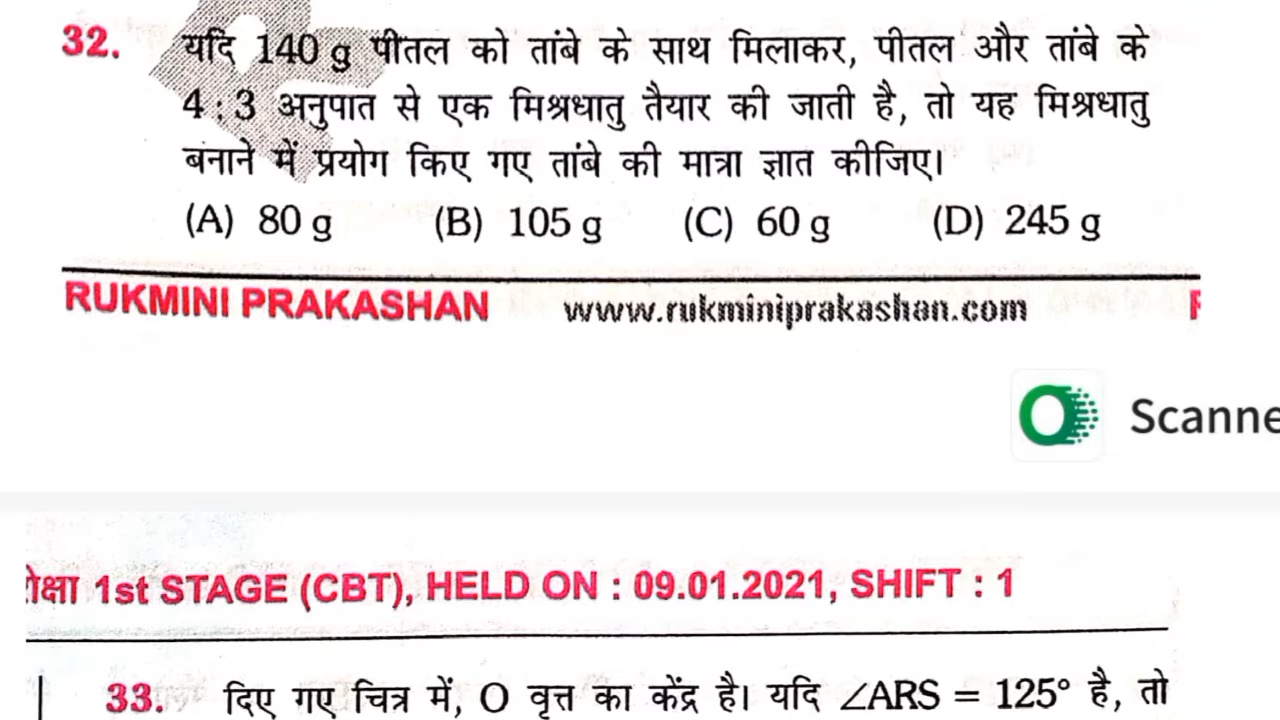 32. यदि 140 g पीतल को तांबे के साथ मिलाकर, पीतल और तांबे के
4 : 3 अनुपात से एक मिश्रधातु तैयार की जाती है, तो यह मिश्रधातु
बनाने में प्रयोग किए गए तांबे की मात्रा ज्ञात कीजिए।
(A) 80 g (B) 105 g (C) 60 g (D) 245 g
RUKMINI PRAKASHAN www.rukminiprakashan.com
Scanne
1st STAGE (CBT), HELD ON : 09.01.2021, SHIFT : 1
33. दिए गए चित्र में, O वृत्त का केंद्र है। यदि ∠ARS = 125° है, तो